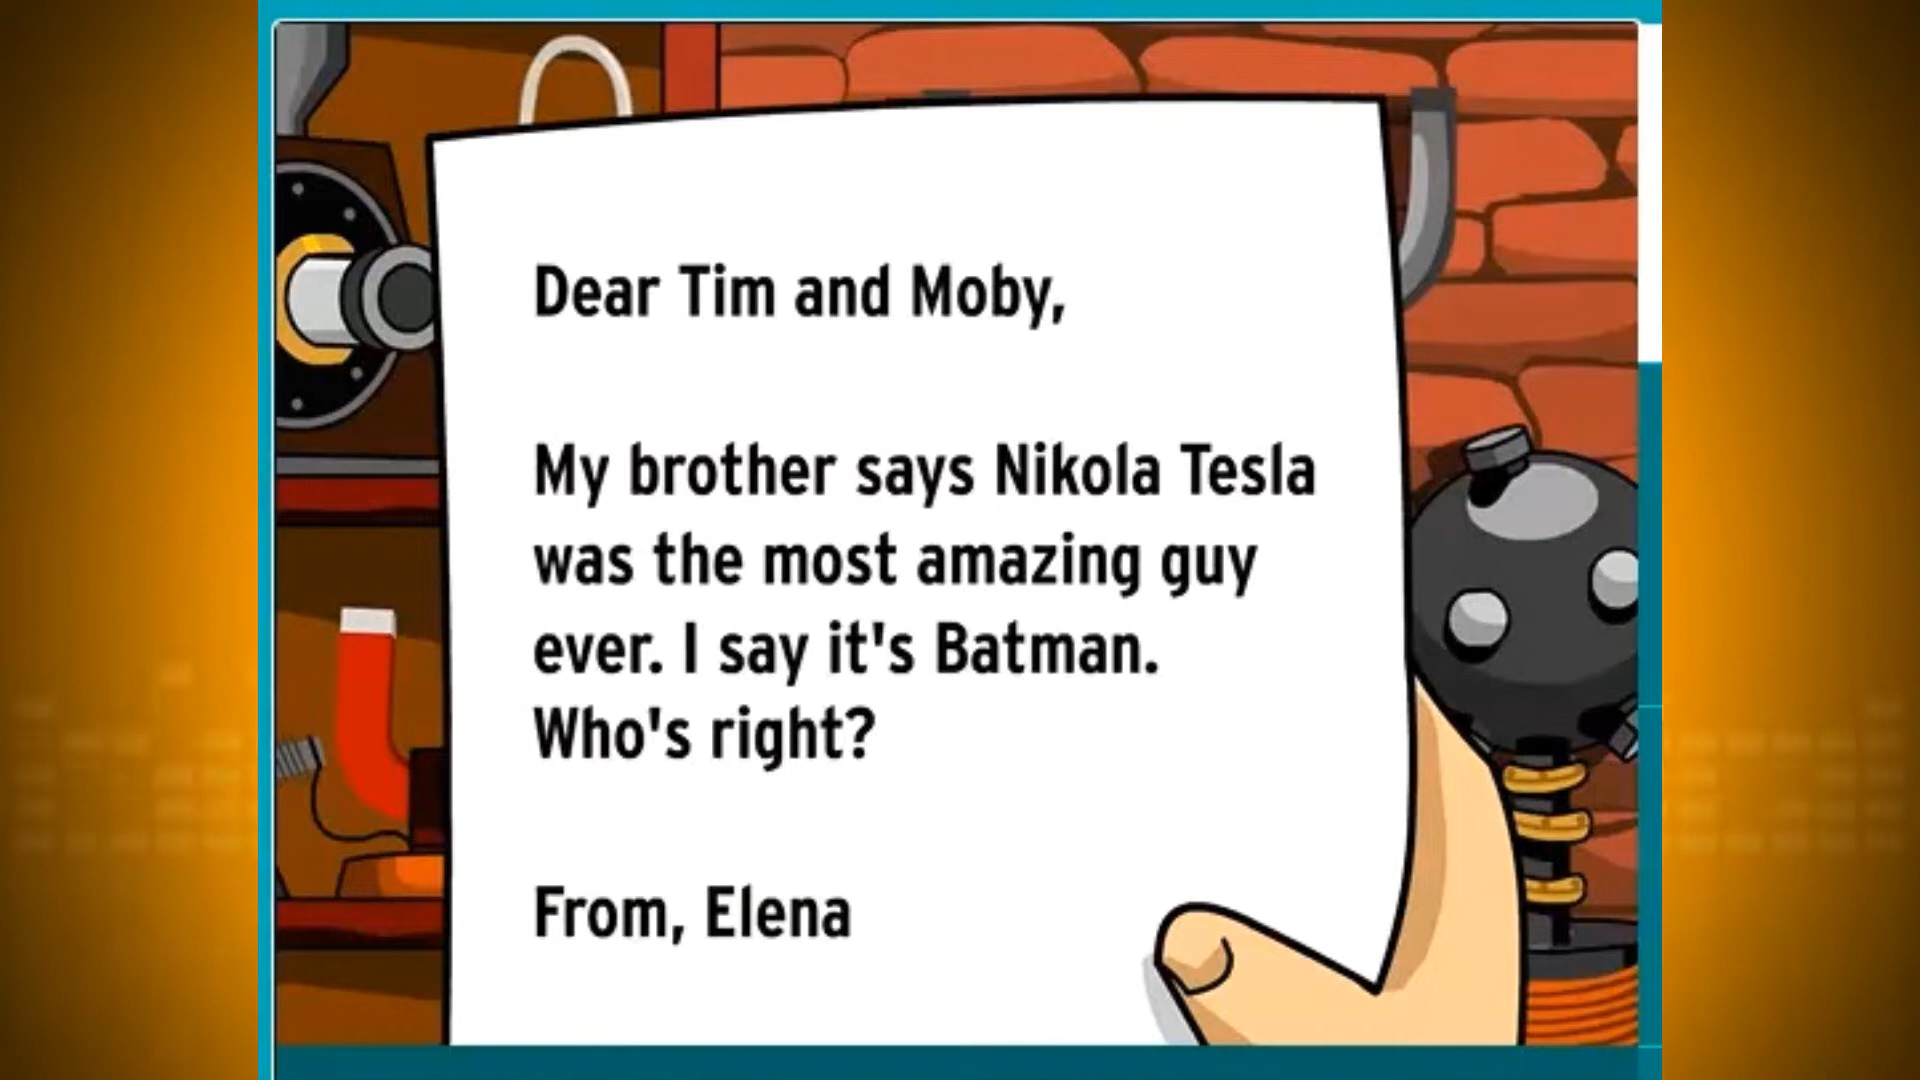 Dear Tim and Moby,
My brother says Nikola Tesla
was the most amazing guy
ever. I say it's Batman.
Who's right?
From, Elena